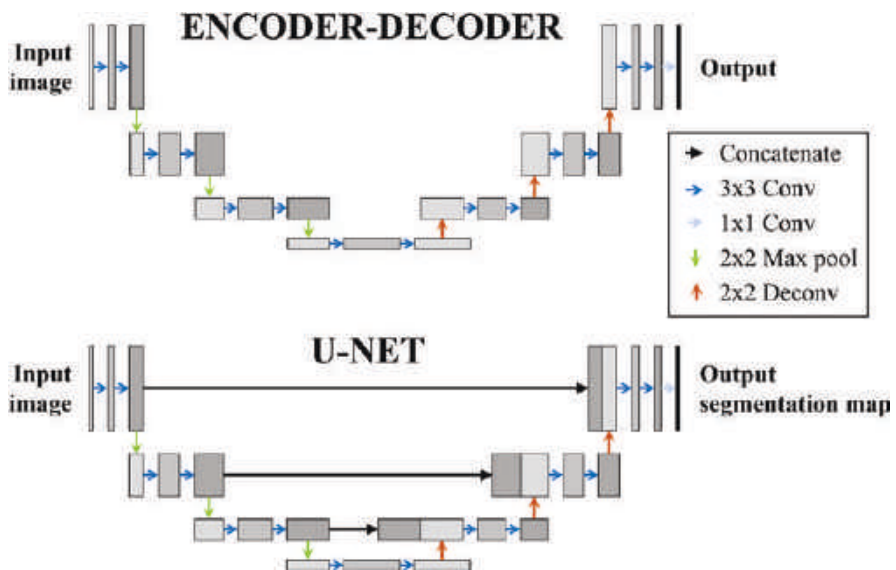 ENCODER-DECODER
Input
image
Output
Concatenate
3x3 Conv
1x1 Conv
2x2 Max pool
2x2 Deconv
U-NET
Input
image
Output
segmentation map